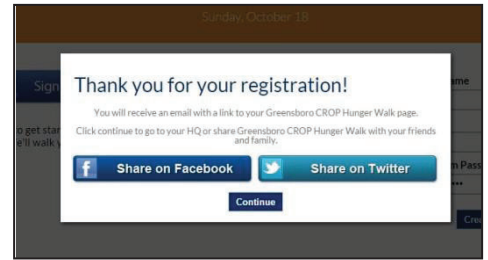 Sunday, October 18
Sign
ame
Thank you for your registration!
You will receive an email with a link to your Greensboro CROP Hunger Walk page.
o get star
Click continue to go to your HQ or share Greensboro CROP Hunger Walk with your friends
and family.
e'll walk y
m Pass
f Share on Facebook
Share on Twitter
Continue
Crea